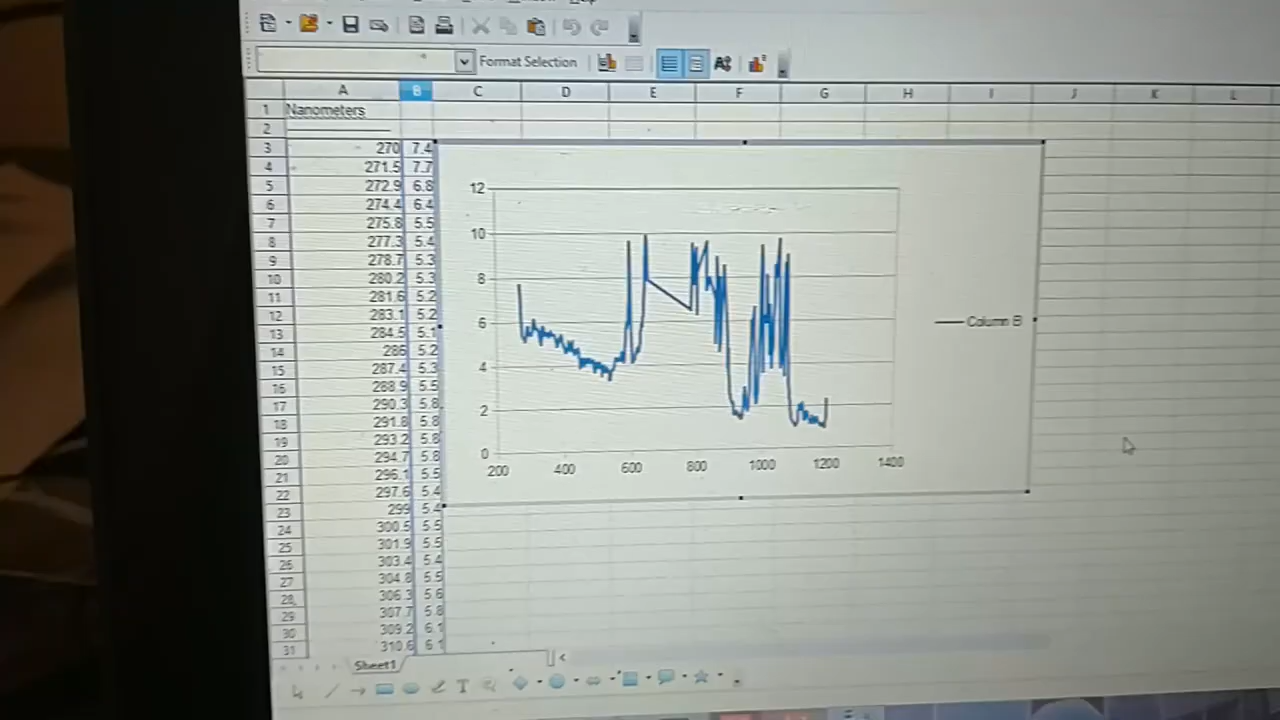 Format Selection
A B C D E F G H I J K L
1 Nanometers
2
3 270 7.4
4 271.5 7.7
5 272.9 6.8
6 274.4 6.4
7 275.8 5.5
8 277.3 5.4
9 278.7 5.3
10 280.2 5.3
11 281.6 5.2
12 283.1 5.2
13 284.5 5.1
14 286 5.2
15 287.4 5.3
16 288.9 5.5
17 290.3 5.8
18 291.8 5.8
19 293.2 5.8
20 294.7 5.8
21 296.1 5.5
22 297.6 5.4
23 299 5.4
24 300.5 5.5
25 301.9 5.5
26 303.4 5.4
27 304.8 5.5
28 306.3 5.6
29 307.7 5.8
30 309.2 6.1
31 310.6 6.1
12
10
8
6
4
2
0
200 400 600 800 1000 1200 1400
Column B
Sheet1